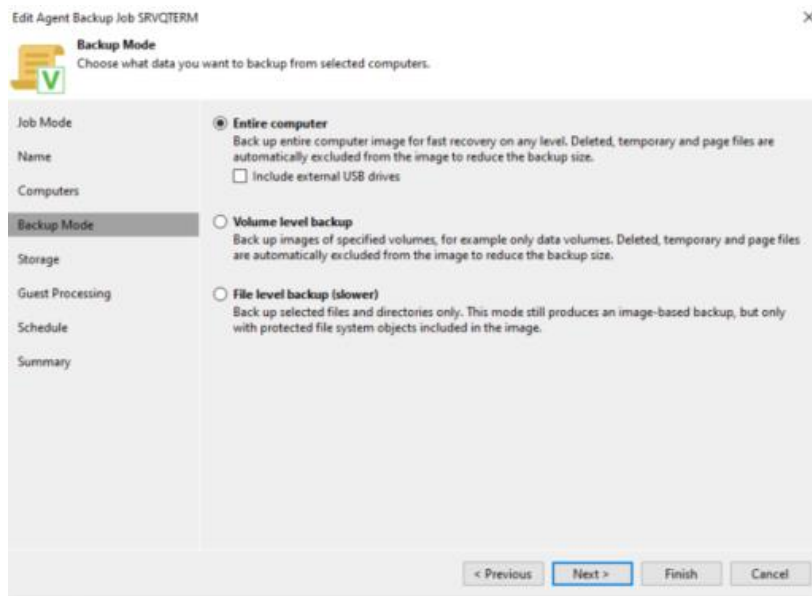 Edit Agent Backup Job SRVQTERM
Backup Mode
Choose what data you want to backup from selected computers.
Job Mode
Name
Computers
Backup Mode
Storage
Guest Processing
Schedule
Summary
Entire computer
Back up entire computer image for fast recovery on any level. Deleted, temporary and page files are
automatically excluded from the image to reduce the backup size.
Include external USB drives
Volume level backup
Back up images of specified volumes, for example only data volumes. Deleted, temporary and page files
are automatically excluded from the image to reduce the backup size.
File level backup (slower)
Back up selected files and directories only. This mode still produces an image-based backup, but only
with protected file system objects included in the image.
< Previous
Next >
Finish
Cancel